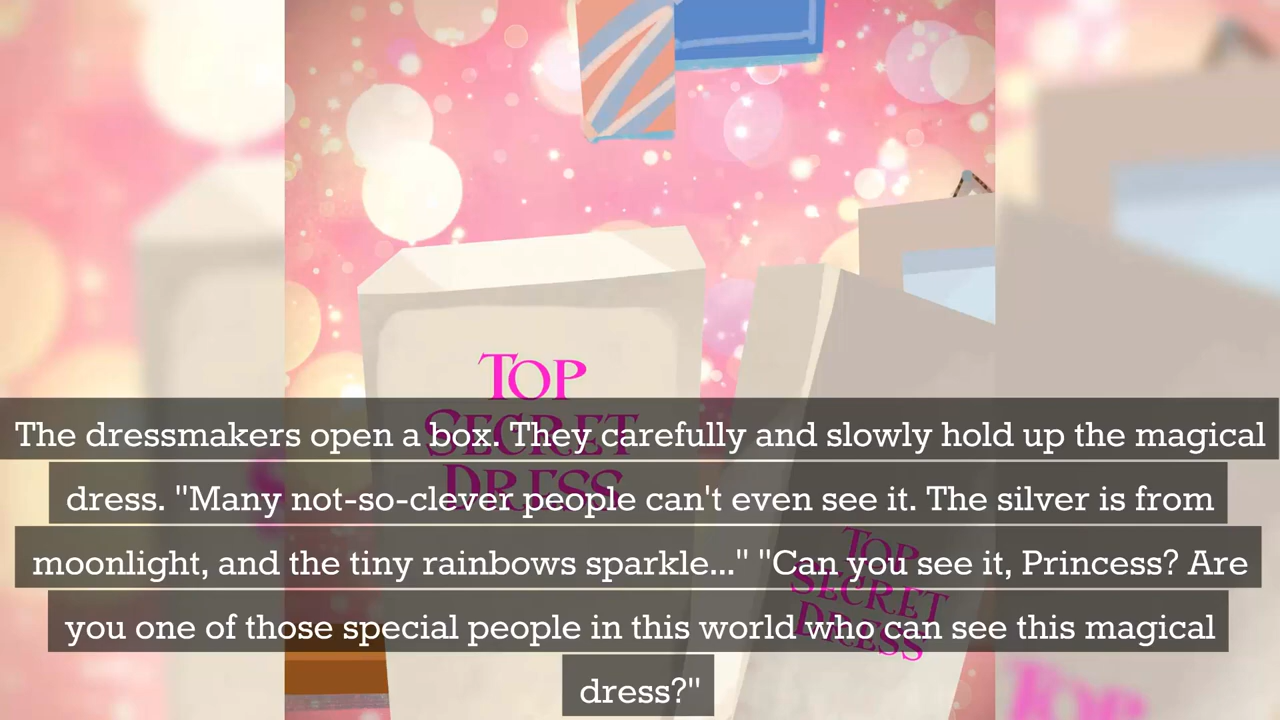 TOP
SECRET
DRESS
TOP
SECRET
DRESS
The dressmakers open a box. They carefully and slowly hold up the magical
dress. "Many not-so-clever people can't even see it. The silver is from
moonlight, and the tiny rainbows sparkle..." "Can you see it, Princess? Are
you one of those special people in this world who can see this magical
dress?"
TOP